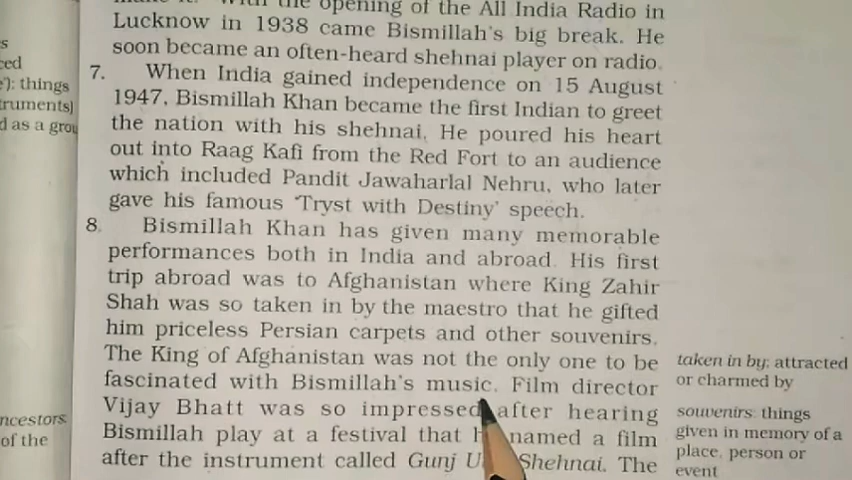 the opening of the All India Radio in
Lucknow in 1938 came Bismillah's big break. He
soon became an often-heard shehnai player on radio.
7. When India gained independence on 15 August
1947, Bismillah Khan became the first Indian to greet
the nation with his shehnai. He poured his heart
out into Raag Kafi from the Red Fort to an audience
which included Pandit Jawaharlal Nehru, who later
gave his famous 'Tryst with Destiny' speech.
8. Bismillah Khan has given many memorable
performances both in India and abroad. His first
trip abroad was to Afghanistan where King Zahir
Shah was so taken in by the maestro that he gifted
him priceless Persian carpets and other souvenirs.
The King of Afghanistan was not the only one to be
fascinated with Bismillah's music. Film director
Vijay Bhatt was so impressed after hearing
Bismillah play at a festival that h named a film
after the instrument called Gunj U Shehnai. The
s
ced
'): things
truments)
d as a grou
ncestors
of the
taken in by: attracted
or charmed by
souvenirs: things
given in memory of a
place, person or
event